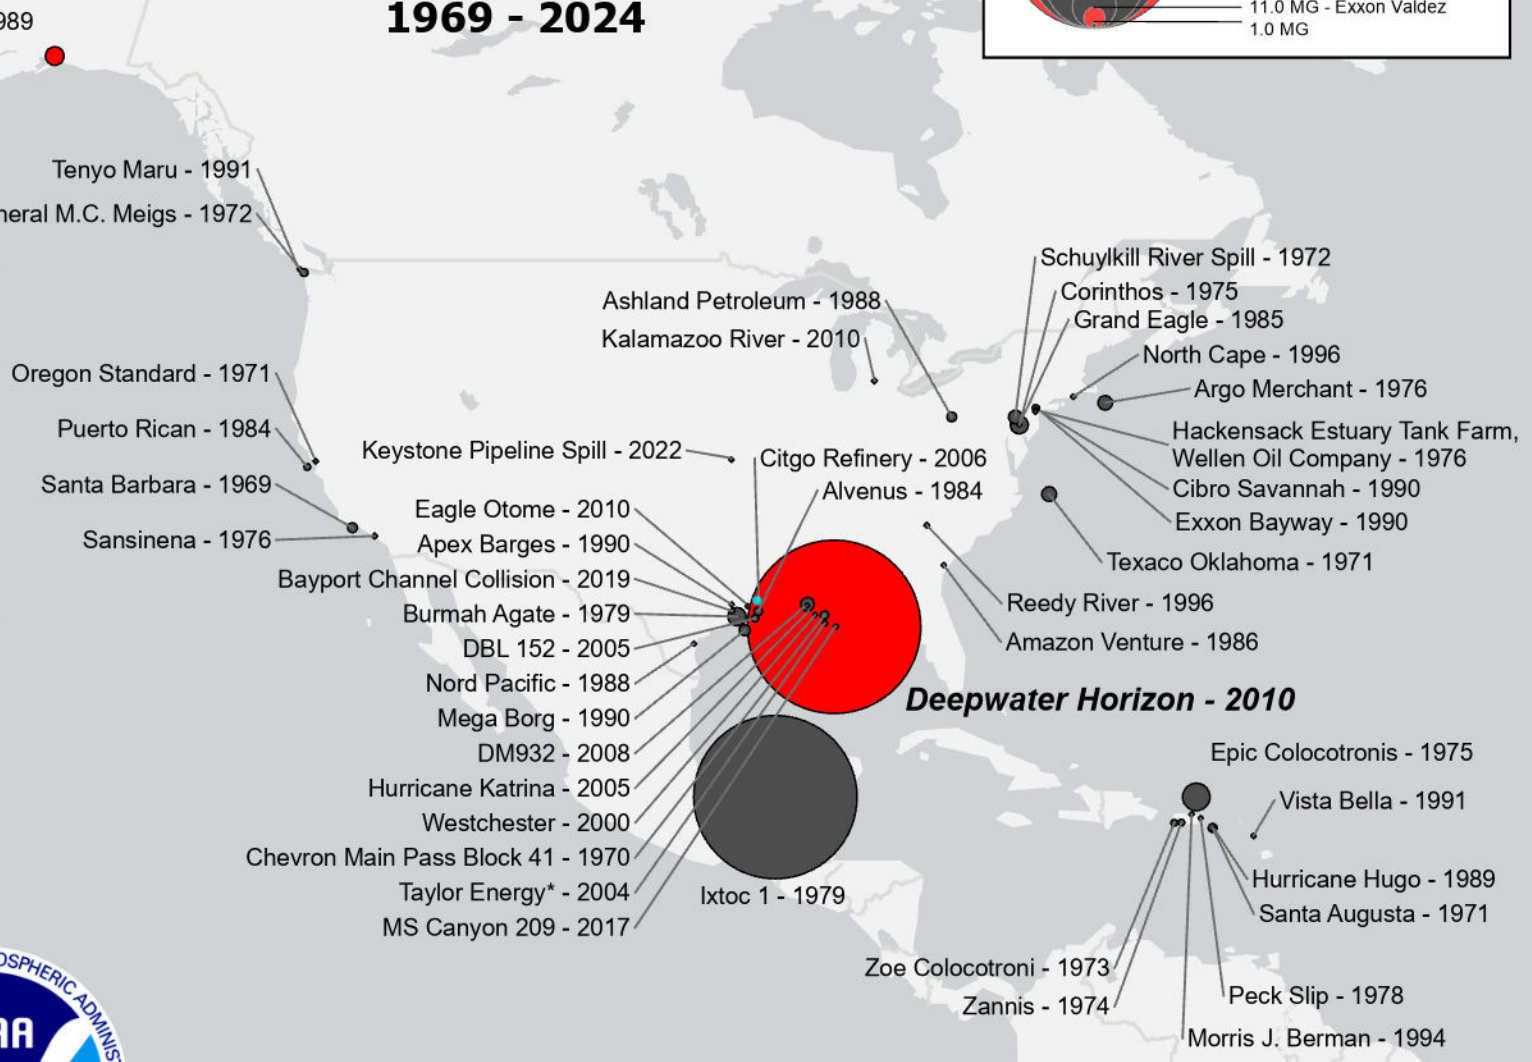 989
1969 - 2024
11.0 MG - Exxon Valdez
1.0 MG
Tenyo Maru - 1991
neral M.C. Meigs - 1972
Schuylkill River Spill - 1972
Corinthos - 1975
Grand Eagle - 1985
Ashland Petroleum - 1988
Kalamazoo River - 2010
North Cape - 1996
Argo Merchant - 1976
Oregon Standard - 1971
Puerto Rican - 1984
Hackensack Estuary Tank Farm,
Wellen Oil Company - 1976
Keystone Pipeline Spill - 2022
Citgo Refinery - 2006
Santa Barbara - 1969
Alvenus - 1984
Cibro Savannah - 1990
Eagle Otome - 2010
Exxon Bayway - 1990
Sansinena - 1976
Apex Barges - 1990
Texaco Oklahoma - 1971
Bayport Channel Collision - 2019
Reedy River - 1996
Burmah Agate - 1979
Amazon Venture - 1986
DBL 152 - 2005
Nord Pacific - 1988
Deepwater Horizon - 2010
Mega Borg - 1990
DM932 - 2008
Epic Colocotronis - 1975
Hurricane Katrina - 2005
Vista Bella - 1991
Westchester - 2000
Chevron Main Pass Block 41 - 1970
Taylor Energy* - 2004
Ixtoc 1 - 1979
Hurricane Hugo - 1989
MS Canyon 209 - 2017
Santa Augusta - 1971
Zoe Colocotroni - 1973
Zannis - 1974
Peck Slip - 1978
Morris J. Berman - 1994
OSPHERIC ADMINIS
AA